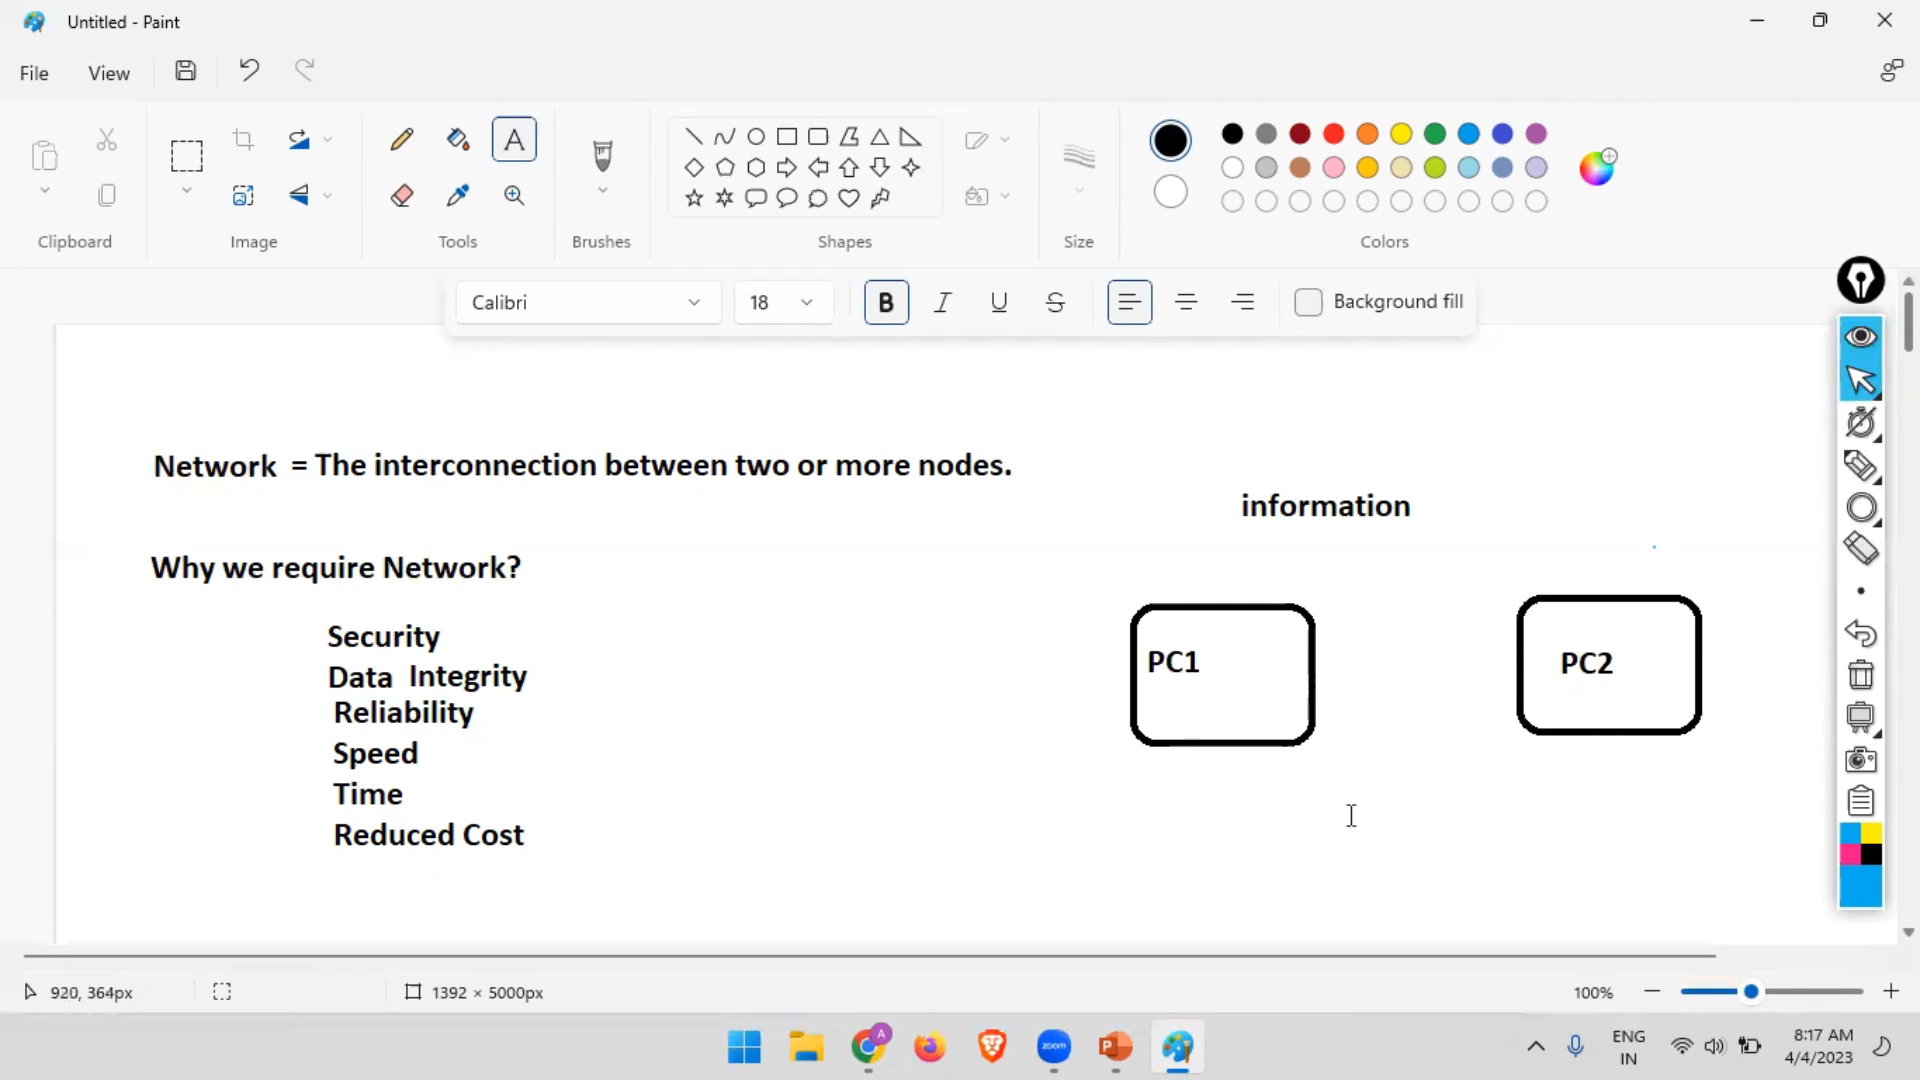 Untitled - Paint
File View
Clipboard Image Tools Brushes Shapes Size Colors
Calibri 18 B I U S Background fill
Network = The interconnection between two or more nodes.
information
Why we require Network?
Security
Data Integrity
Reliability
Speed
Time
Reduced Cost
PC1
PC2
920, 364px 1392 × 5000px 100%
A
zoom
P
ENG
IN
8:17 AM
4/4/2023